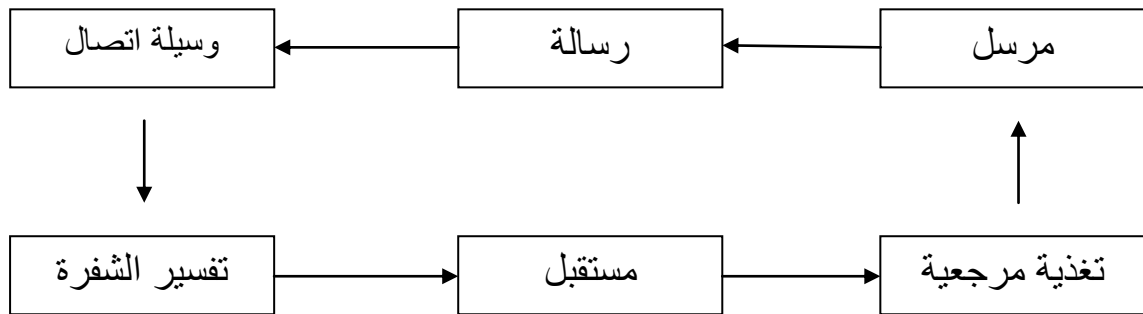 مرسل
رسالة
وسيلة اتصال
تغذية مرجعية
مستقبل
تفسير الشفرة